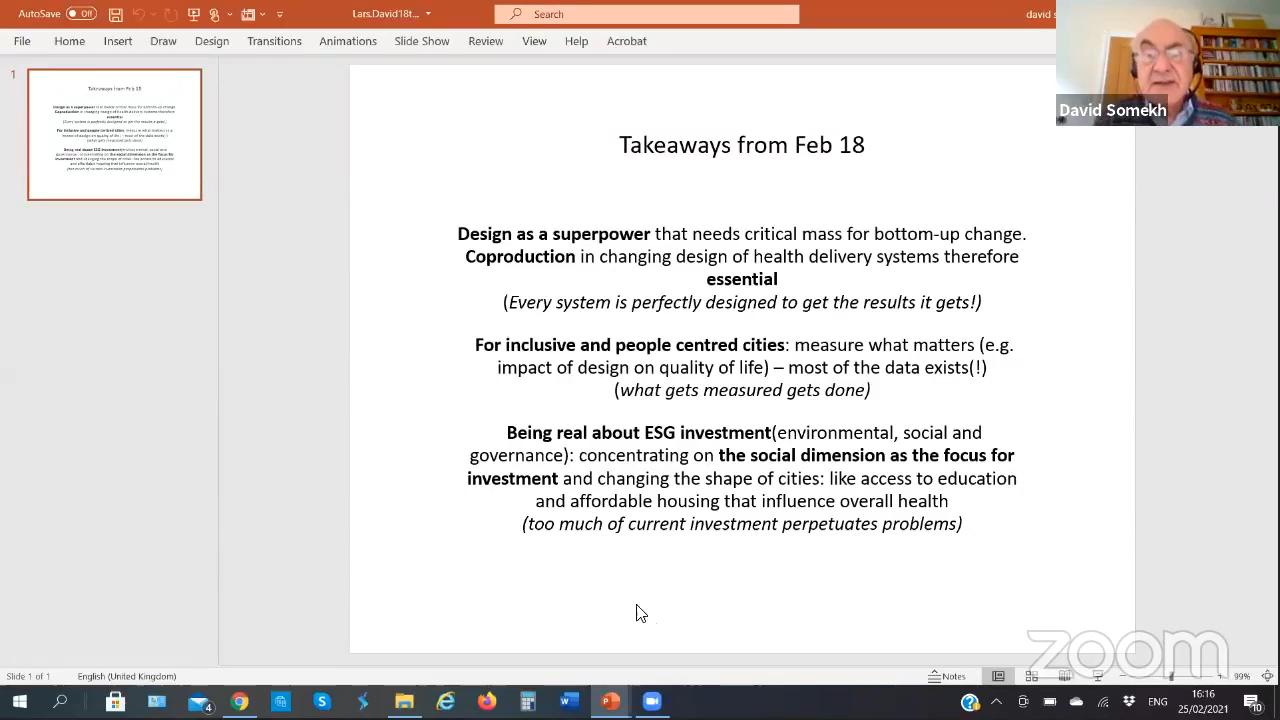 AutoSave Off
Lars.David18t...
Search
david s
File Home Insert Draw Design Transitions Animations Slide Show Review View Help Acrobat
David Somekh
1
Takeaways from Feb 18
Design as a superpower that needs critical mass for bottom-up change.
Coproduction in changing design of health delivery systems therefore
essential
(Every system is perfectly designed to get the results it gets!)
For inclusive and people centred cities: measure what matters (e.g.
impact of design on quality of life) – most of the data exists(!)
(what gets measured gets done)
Being real about ESG investment(environmental, social and
governance): concentrating on the social dimension as the focus for
investment and changing the shape of cities: like access to education
and affordable housing that influence overall health
(too much of current investment perpetuates problems)
zoom
Slide 1 of 1 English (United Kingdom)
Notes
99%
4
ENG
16:16
25/02/2021
10